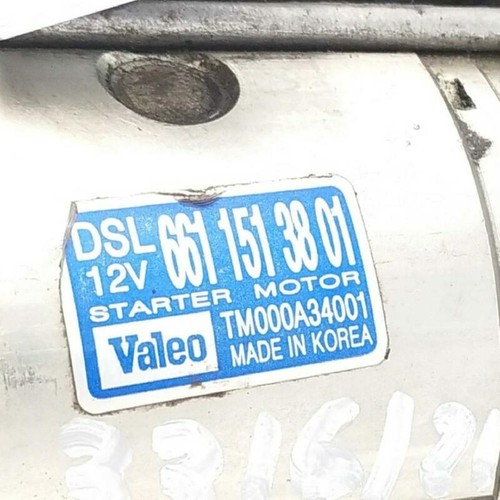 DSL 661 151 38 01
12V
STARTER MOTOR
Valeo TM000A34001
MADE IN KOREA